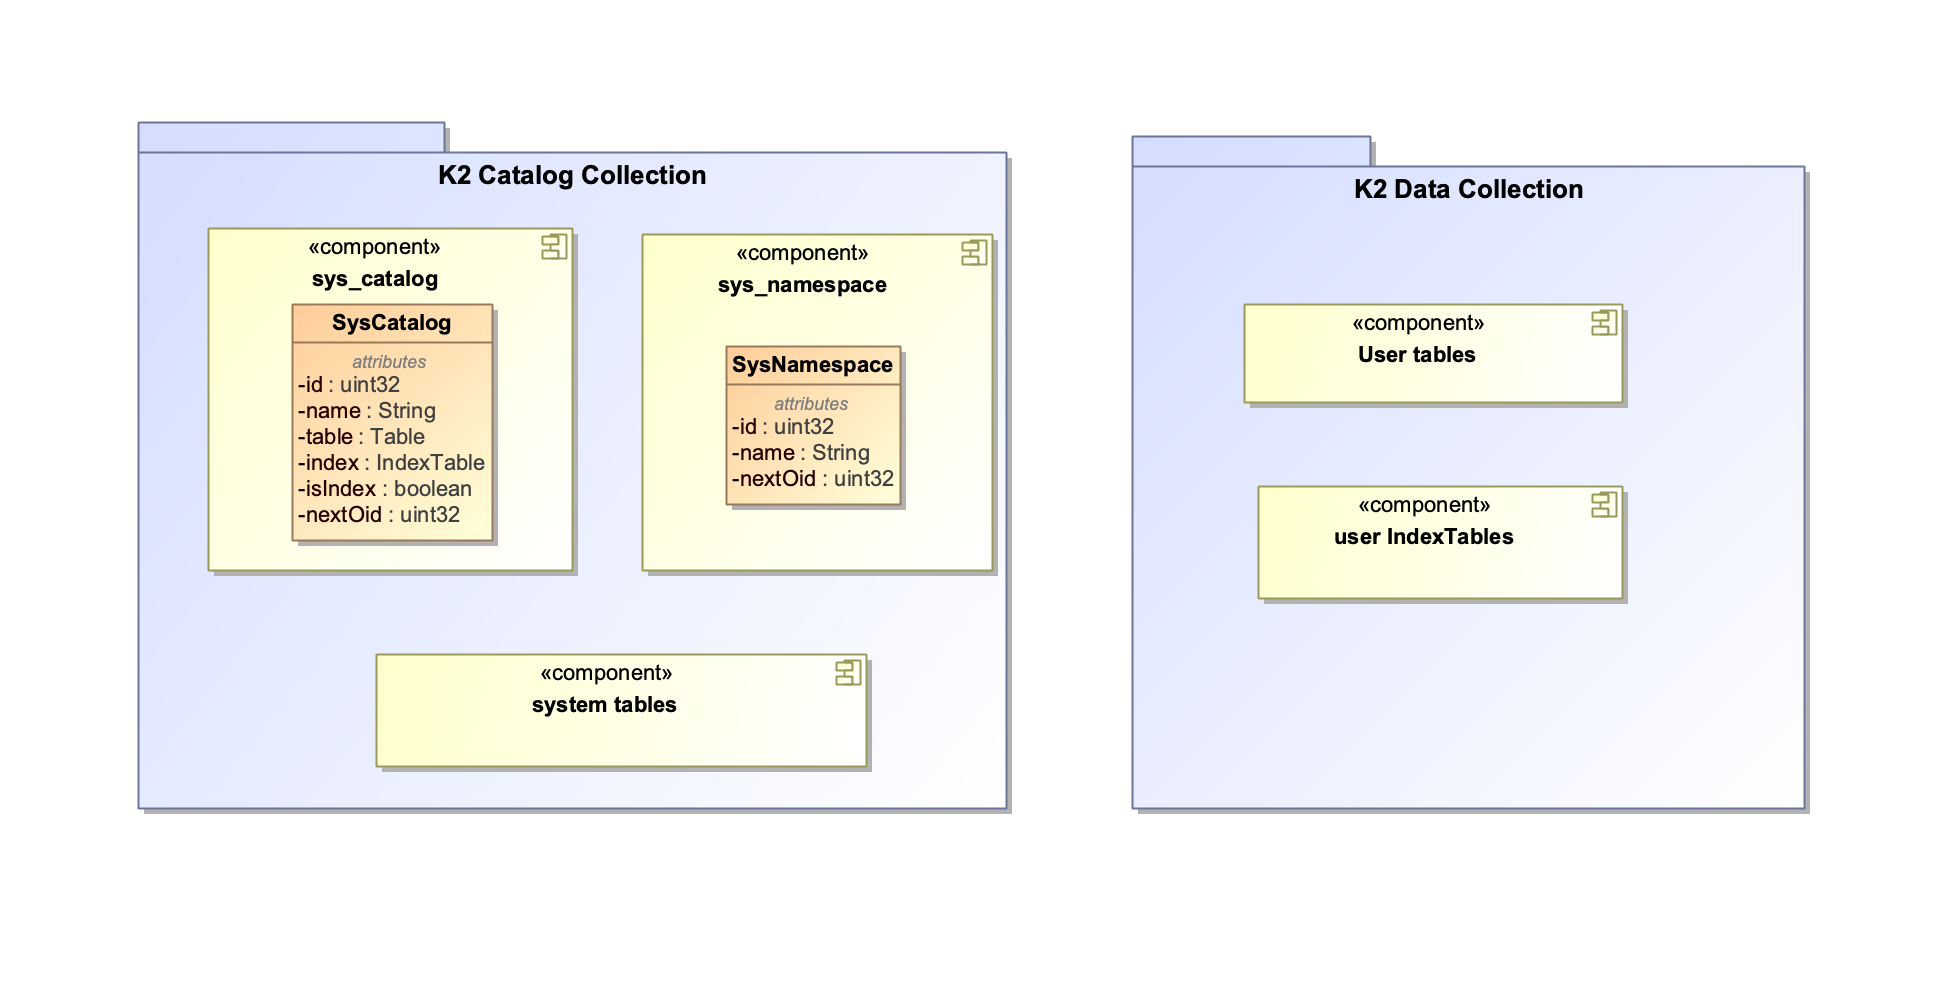 K2 Catalog Collection
«component»
sys_catalog
SysCatalog
attributes
-id : uint32
-name : String
-table : Table
-index : IndexTable
-isIndex : boolean
-nextOid : uint32
«component»
sys_namespace
SysNamespace
attributes
-id : uint32
-name : String
-nextOid : uint32
«component»
system tables
K2 Data Collection
«component»
User tables
«component»
user IndexTables